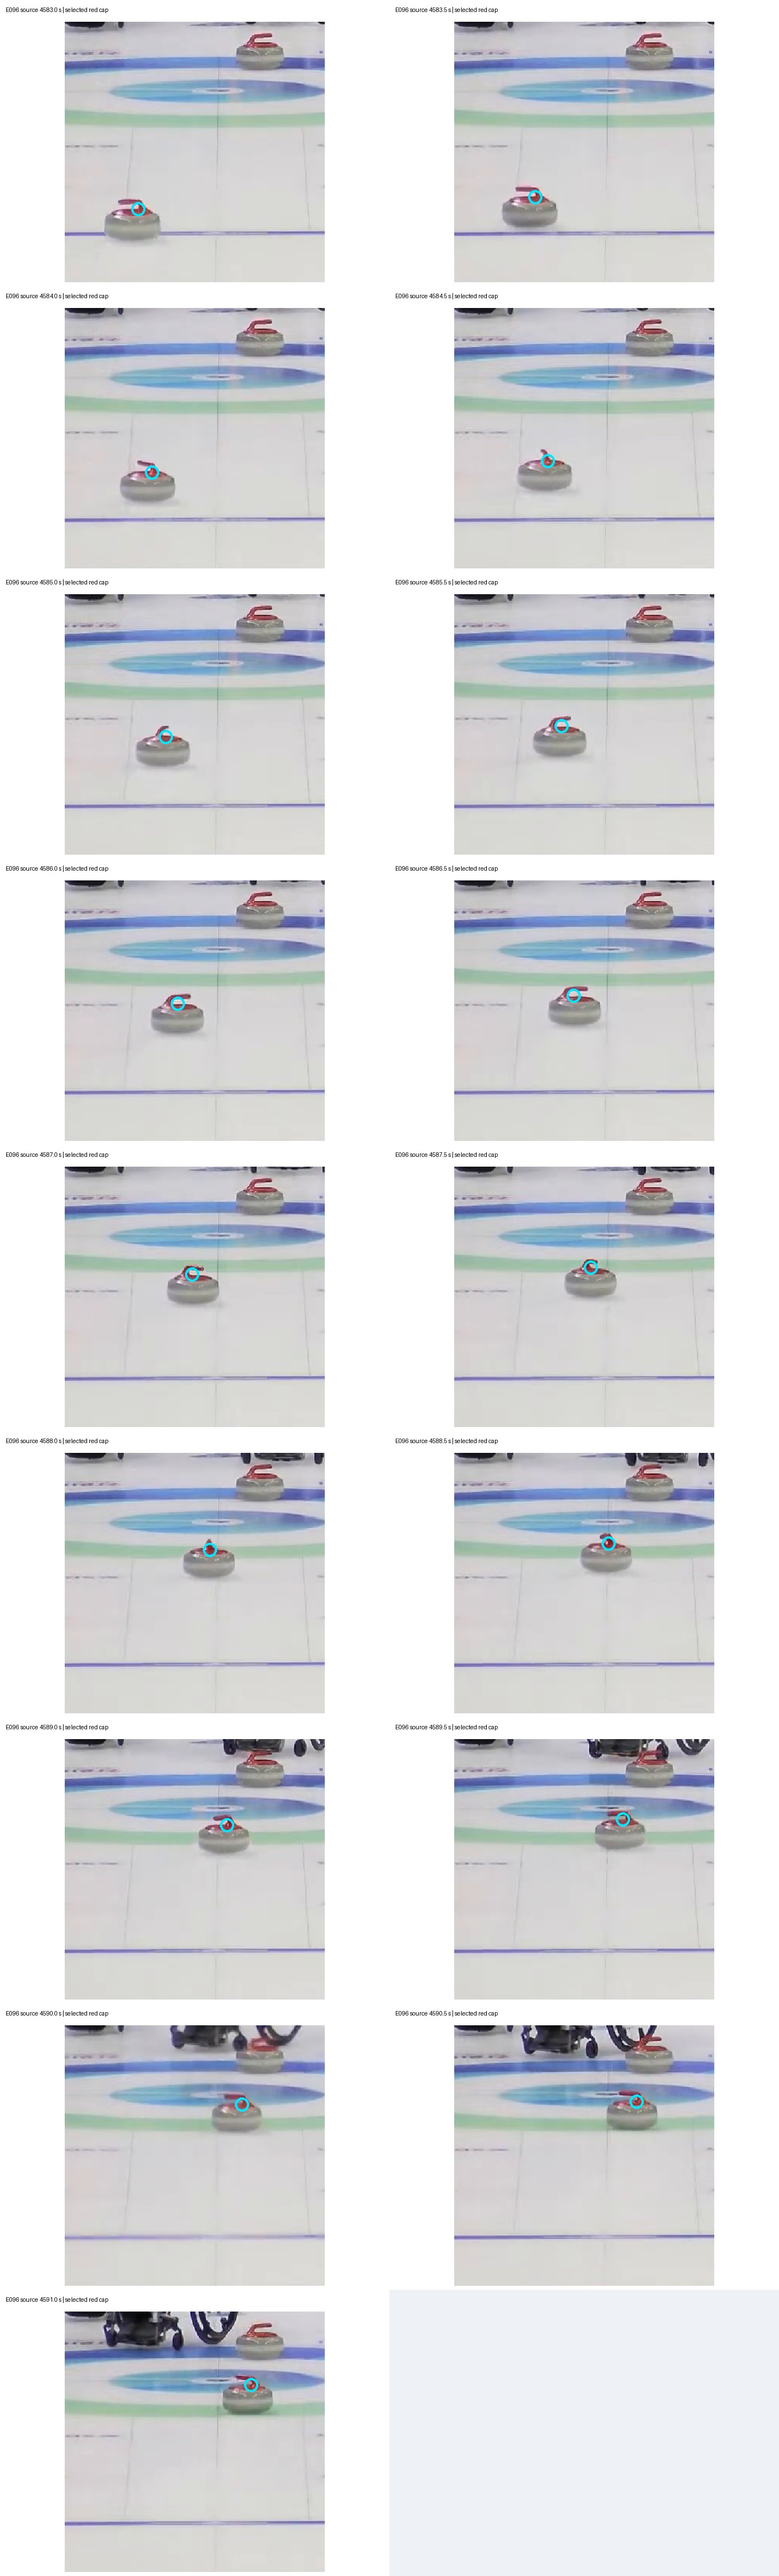 E096 source 4583.0 s | selected red cap
E096 source 4583.5 s | selected red cap
E096 source 4584.0 s | selected red cap
E096 source 4584.5 s | selected red cap
E096 source 4585.0 s | selected red cap
E096 source 4585.5 s | selected red cap
E096 source 4586.0 s | selected red cap
E096 source 4586.5 s | selected red cap
E096 source 4587.0 s | selected red cap
E096 source 4587.5 s | selected red cap
E096 source 4588.0 s | selected red cap
E096 source 4588.5 s | selected red cap
E096 source 4589.0 s | selected red cap
E096 source 4589.5 s | selected red cap
E096 source 4590.0 s | selected red cap
E096 source 4590.5 s | selected red cap
E096 source 4591.0 s | selected red cap